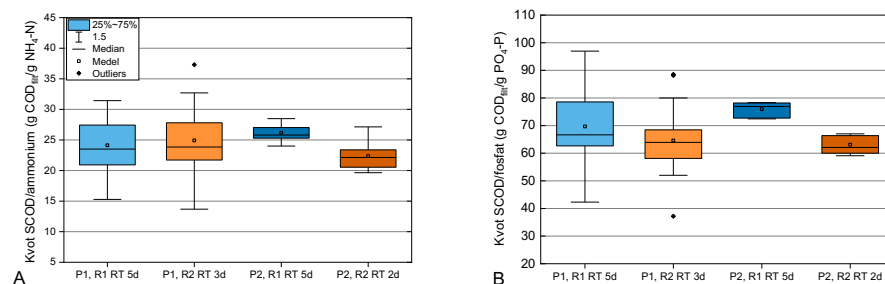 Kvot SCOD/ammonium (g COD_filt/g NH₄-N)
45
40
35
30
25
20
15
10
5
0
25%~75%
1.5
Median
Medel
Outliers
P1, R1 RT 5d P1, R2 RT 3d P2, R1 RT 5d P2, R2 RT 2d
A
Kvot SCOD/fosfat (g COD_filt/g PO₄-P)
110
100
90
80
70
60
50
40
30
20
P1, R1 RT 5d P1, R2 RT 3d P2, R1 RT 5d P2, R2 RT 2d
B